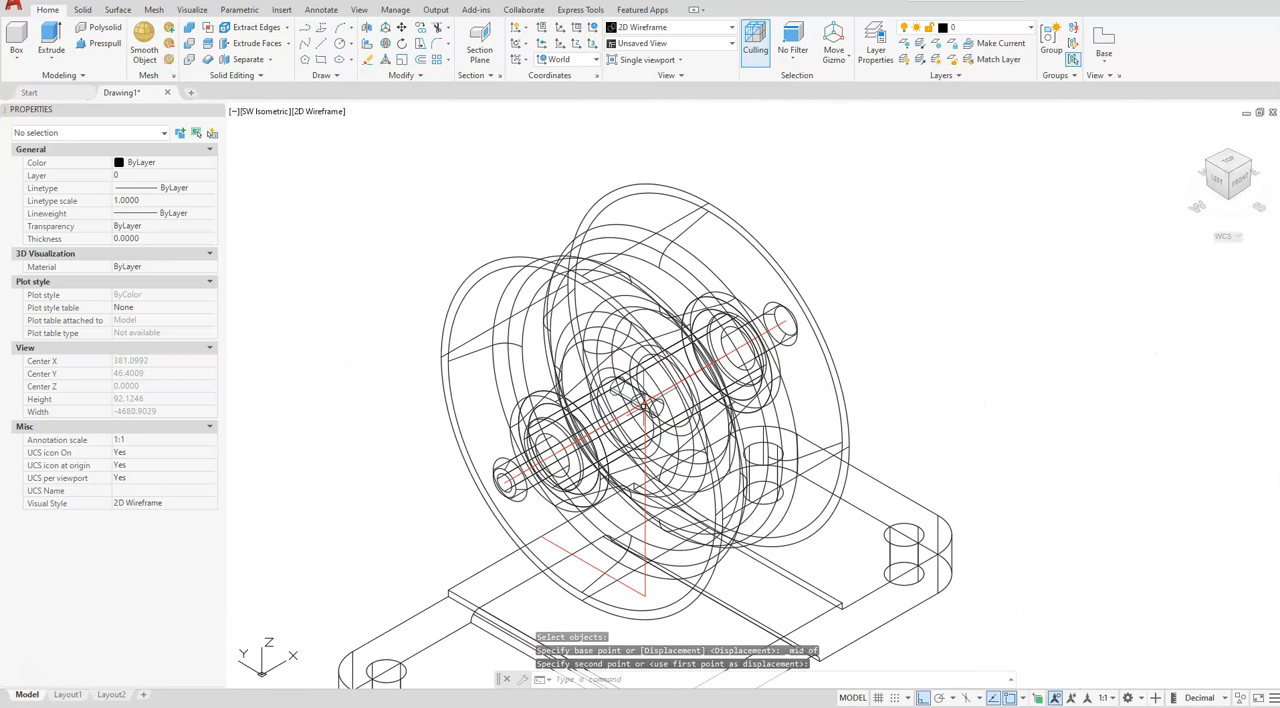 Home Solid Surface Mesh Visualize Parametric Insert Annotate View Manage Output Add-ins Collaborate Express Tools Featured Apps
Box Extrude Polysolid Presspull Smooth Object Extrude Edges Extrude Faces Separate
Section Plane World
2D Wireframe
Unsaved View
Single viewport
Culling No Filter Move Gizmo
Layer Properties 0 Make Current Match Layer
Group Base
Modeling Mesh Solid Editing Draw Modify Section Coordinates View Selection Layers Groups View
Start Drawing1*
PROPERTIES
[−][SW Isometric][2D Wireframe]
No selection
General
Color ByLayer
Layer 0
Linetype ByLayer
Linetype scale 1.0000
Lineweight ByLayer
Transparency ByLayer
Thickness 0.0000
3D Visualization
Material ByLayer
Plot style
Plot style ByColor
Plot style table None
Plot table attached to Model
Plot table type Not available
View
Center X 381.0992
Center Y 46.4009
Center Z 0.0000
Height 92.1246
Width -4680.9029
Misc
Annotation scale 1:1
UCS icon On Yes
UCS icon at origin Yes
UCS per viewport Yes
UCS Name
Visual Style 2D Wireframe
TOP
LEFT FRONT
W S
WCS
Z
Y X
Select objects:
Specify base point or [Displacement] <Displacement>: _mid of
Specify second point or <use first point as displacement>:
Type a command
Model Layout1 Layout2 +
MODEL 1:1 Decimal